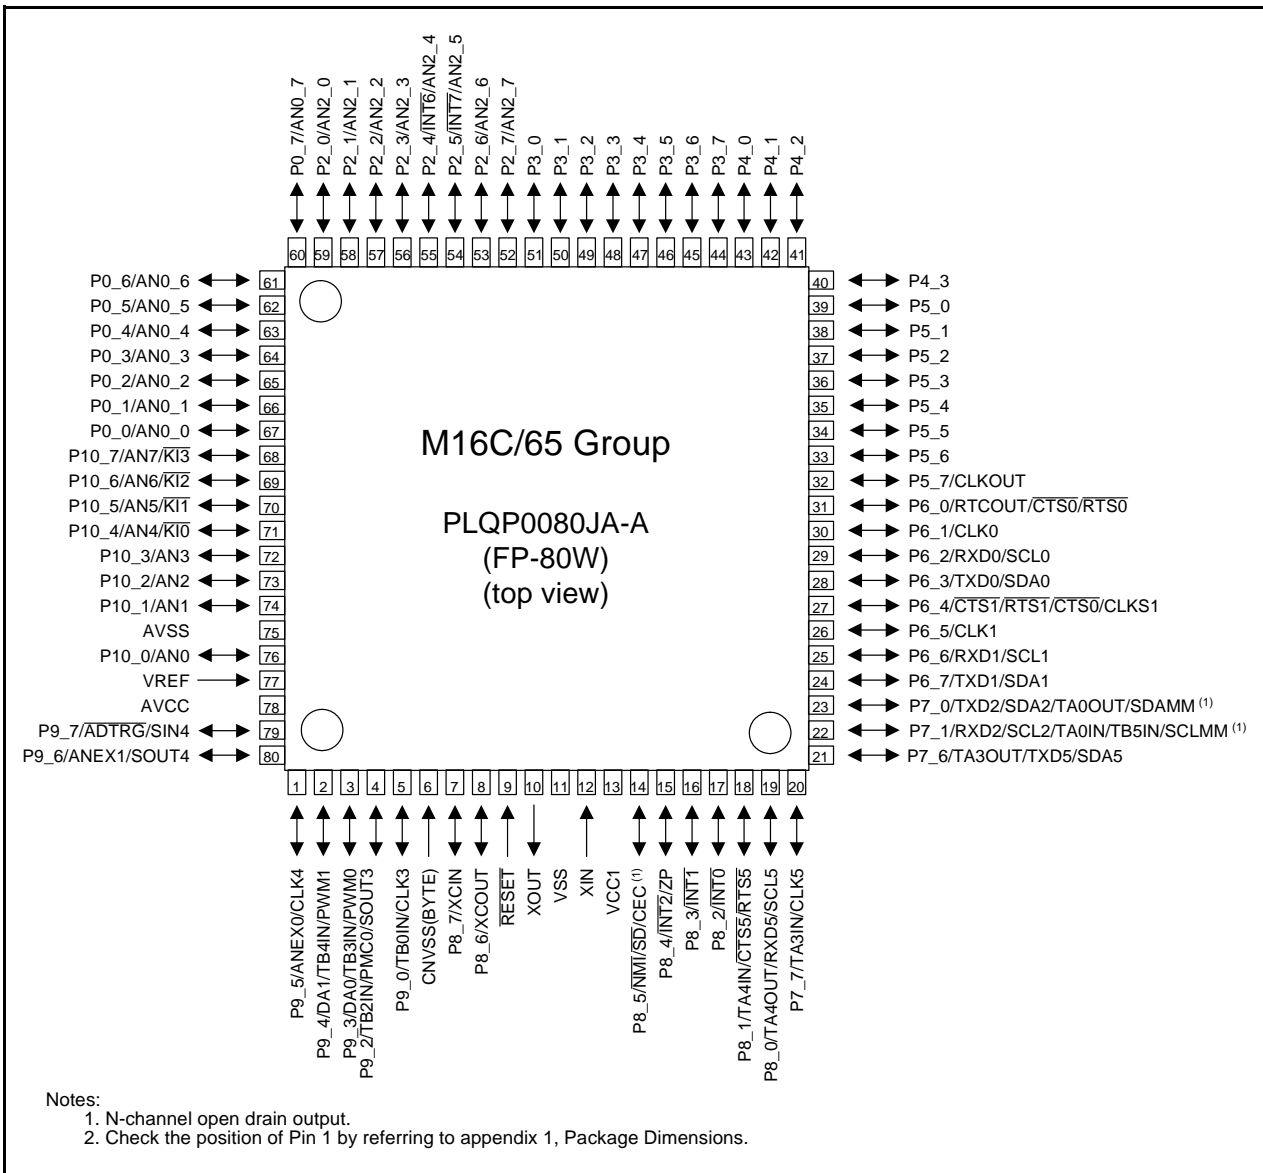 P0_7/AN0_7
P2_0/AN2_0
P2_1/AN2_1
P2_2/AN2_2
P2_3/AN2_3
P2_4/INT6/AN2_4
P2_5/INT7/AN2_5
P2_6/AN2_6
P2_7/AN2_7
P3_0
P3_1
P3_2
P3_3
P3_4
P3_5
P3_6
P3_7
P4_0
P4_1
P4_2
60 59 58 57 56 55 54 53 52 51 50 49 48 47 46 45 44 43 42 41
P0_6/AN0_6 61
P0_5/AN0_5 62
P0_4/AN0_4 63
P0_3/AN0_3 64
P0_2/AN0_2 65
P0_1/AN0_1 66
P0_0/AN0_0 67
P10_7/AN7/KI3 68
P10_6/AN6/KI2 69
P10_5/AN5/KI1 70
P10_4/AN4/KI0 71
P10_3/AN3 72
P10_2/AN2 73
P10_1/AN1 74
AVSS 75
P10_0/AN0 76
VREF 77
AVCC 78
P9_7/ADTRG/SIN4 79
P9_6/ANEX1/SOUT4 80
M16C/65 Group
PLQP0080JA-A
(FP-80W)
(top view)
40 P4_3
39 P5_0
38 P5_1
37 P5_2
36 P5_3
35 P5_4
34 P5_5
33 P5_6
32 P5_7/CLKOUT
31 P6_0/RTCOUT/CTS0/RTS0
30 P6_1/CLK0
29 P6_2/RXD0/SCL0
28 P6_3/TXD0/SDA0
27 P6_4/CTS1/RTS1/CTS0/CLKS1
26 P6_5/CLK1
25 P6_6/RXD1/SCL1
24 P6_7/TXD1/SDA1
23 P7_0/TXD2/SDA2/TA0OUT/SDAMM (1)
22 P7_1/RXD2/SCL2/TA0IN/TB5IN/SCLMM (1)
21 P7_6/TA3OUT/TXD5/SDA5
1 2 3 4 5 6 7 8 9 10 11 12 13 14 15 16 17 18 19 20
P9_5/ANEX0/CLK4
P9_4/DA1/TB4IN/PWM1
P9_3/DA0/TB3IN/PWM0
P9_2/TB2IN/PMC0/SOUT3
P9_0/TB0IN/CLK3
CNVSS(BYTE)
P8_7/XCIN
P8_6/XCOUT
RESET
XOUT
VSS
XIN
VCC1
P8_5/NMI/SD/CEC (1)
P8_4/INT2/ZP
P8_3/INT1
P8_2/INT0
P8_1/TA4IN/CTS5/RTS5
P8_0/TA4OUT/RXD5/SCL5
P7_7/TA3IN/CLK5
Notes:
1. N-channel open drain output.
2. Check the position of Pin 1 by referring to appendix 1, Package Dimensions.